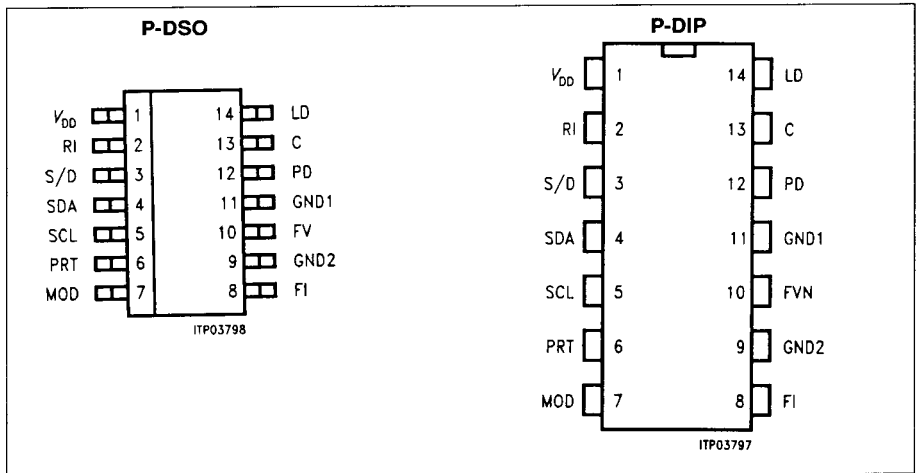 P-DSO
V_DD 1 14 LD
RI 2 13 C
S/D 3 12 PD
SDA 4 11 GND1
SCL 5 10 FV
PRT 6 9 GND2
MOD 7 8 FI
ITP03798
P-DIP
V_DD 1 14 LD
RI 2 13 C
S/D 3 12 PD
SDA 4 11 GND1
SCL 5 10 FVN
PRT 6 9 GND2
MOD 7 8 FI
ITP03797